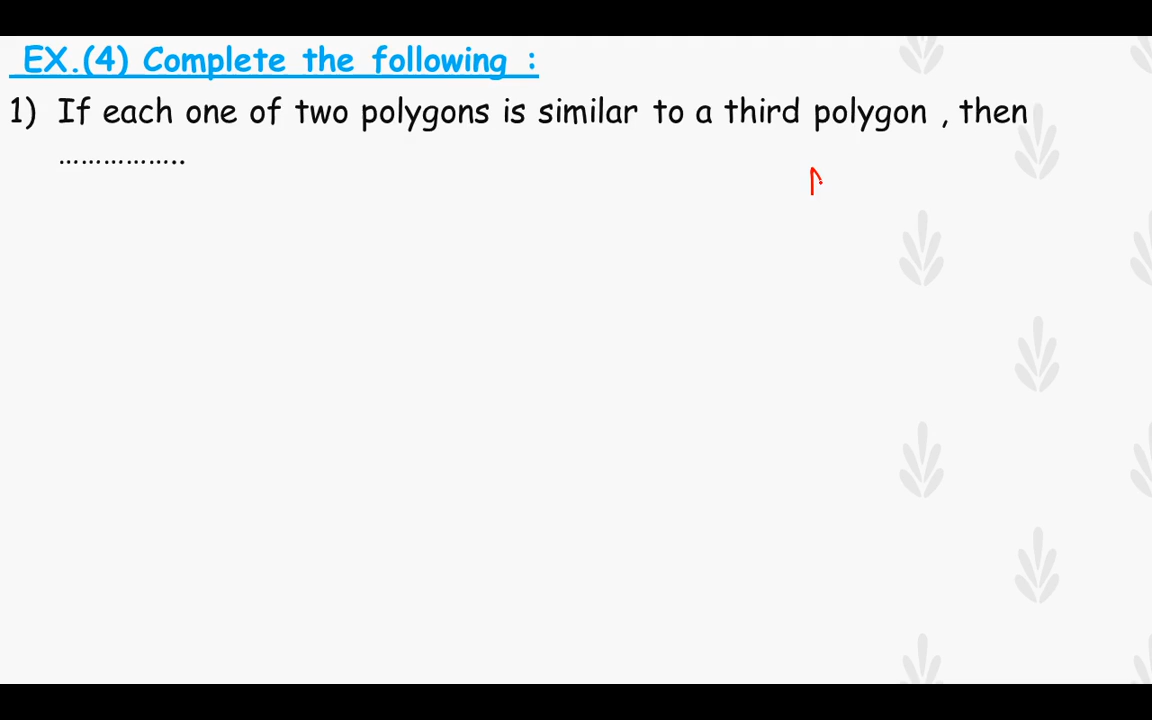 EX.(4) Complete the following :
1) If each one of two polygons is similar to a third polygon , then
……………..